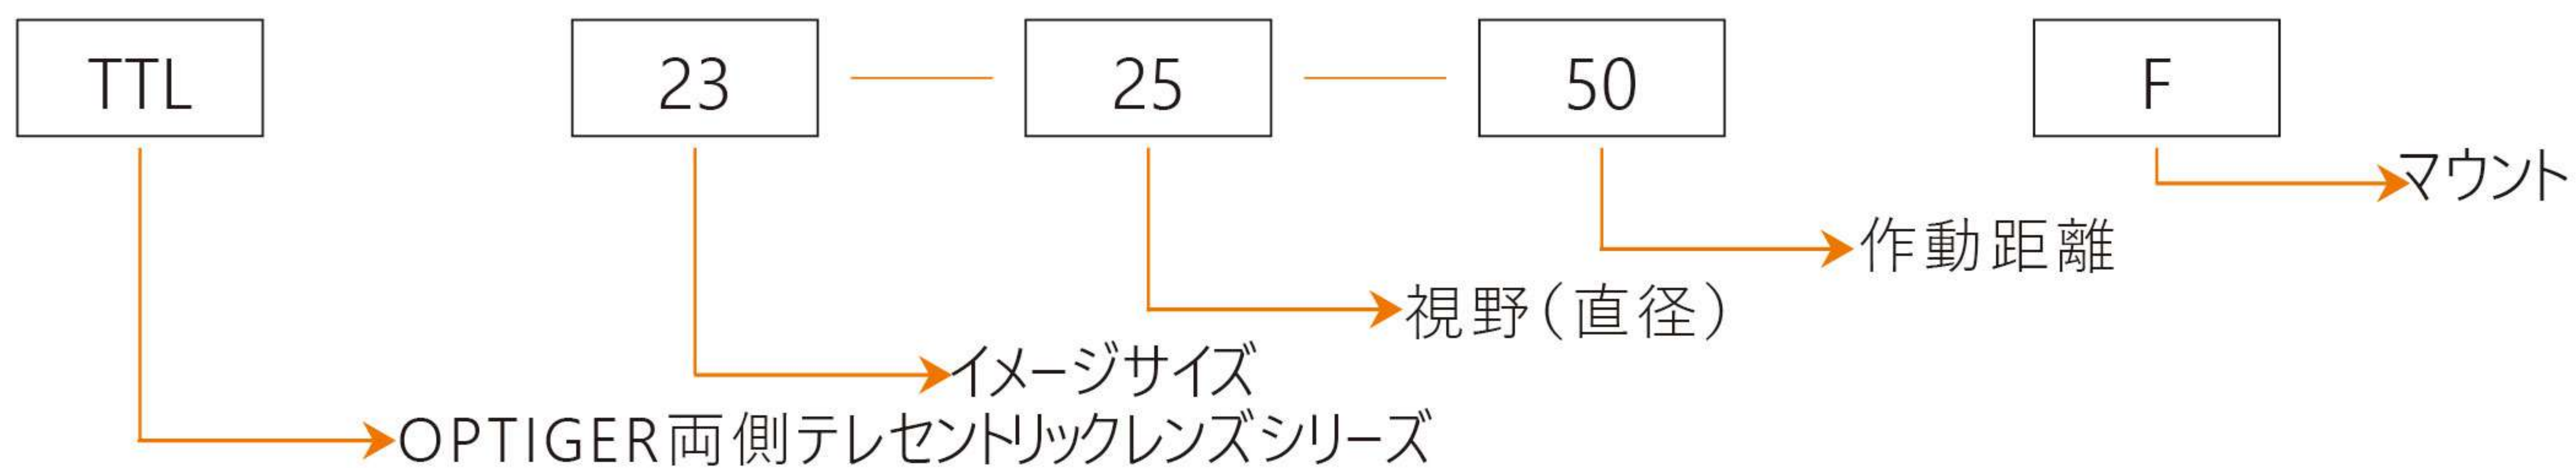 TTL 23 25 50 F
マウント
作動距離
視野(直径)
イメージサイズ
OPTIGER両側テレセントリックレンズシリーズ